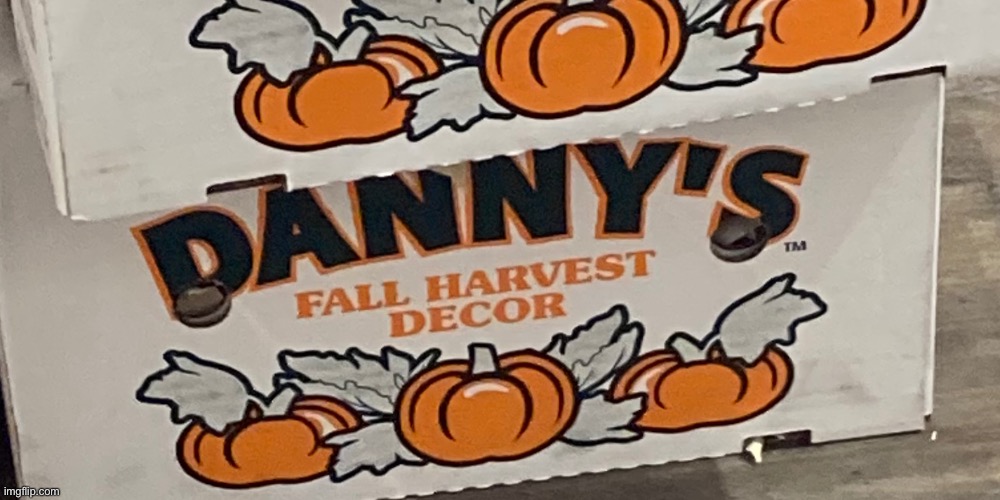 DANNY'S
TM
FALL HARVEST
DECOR
imgflip.com